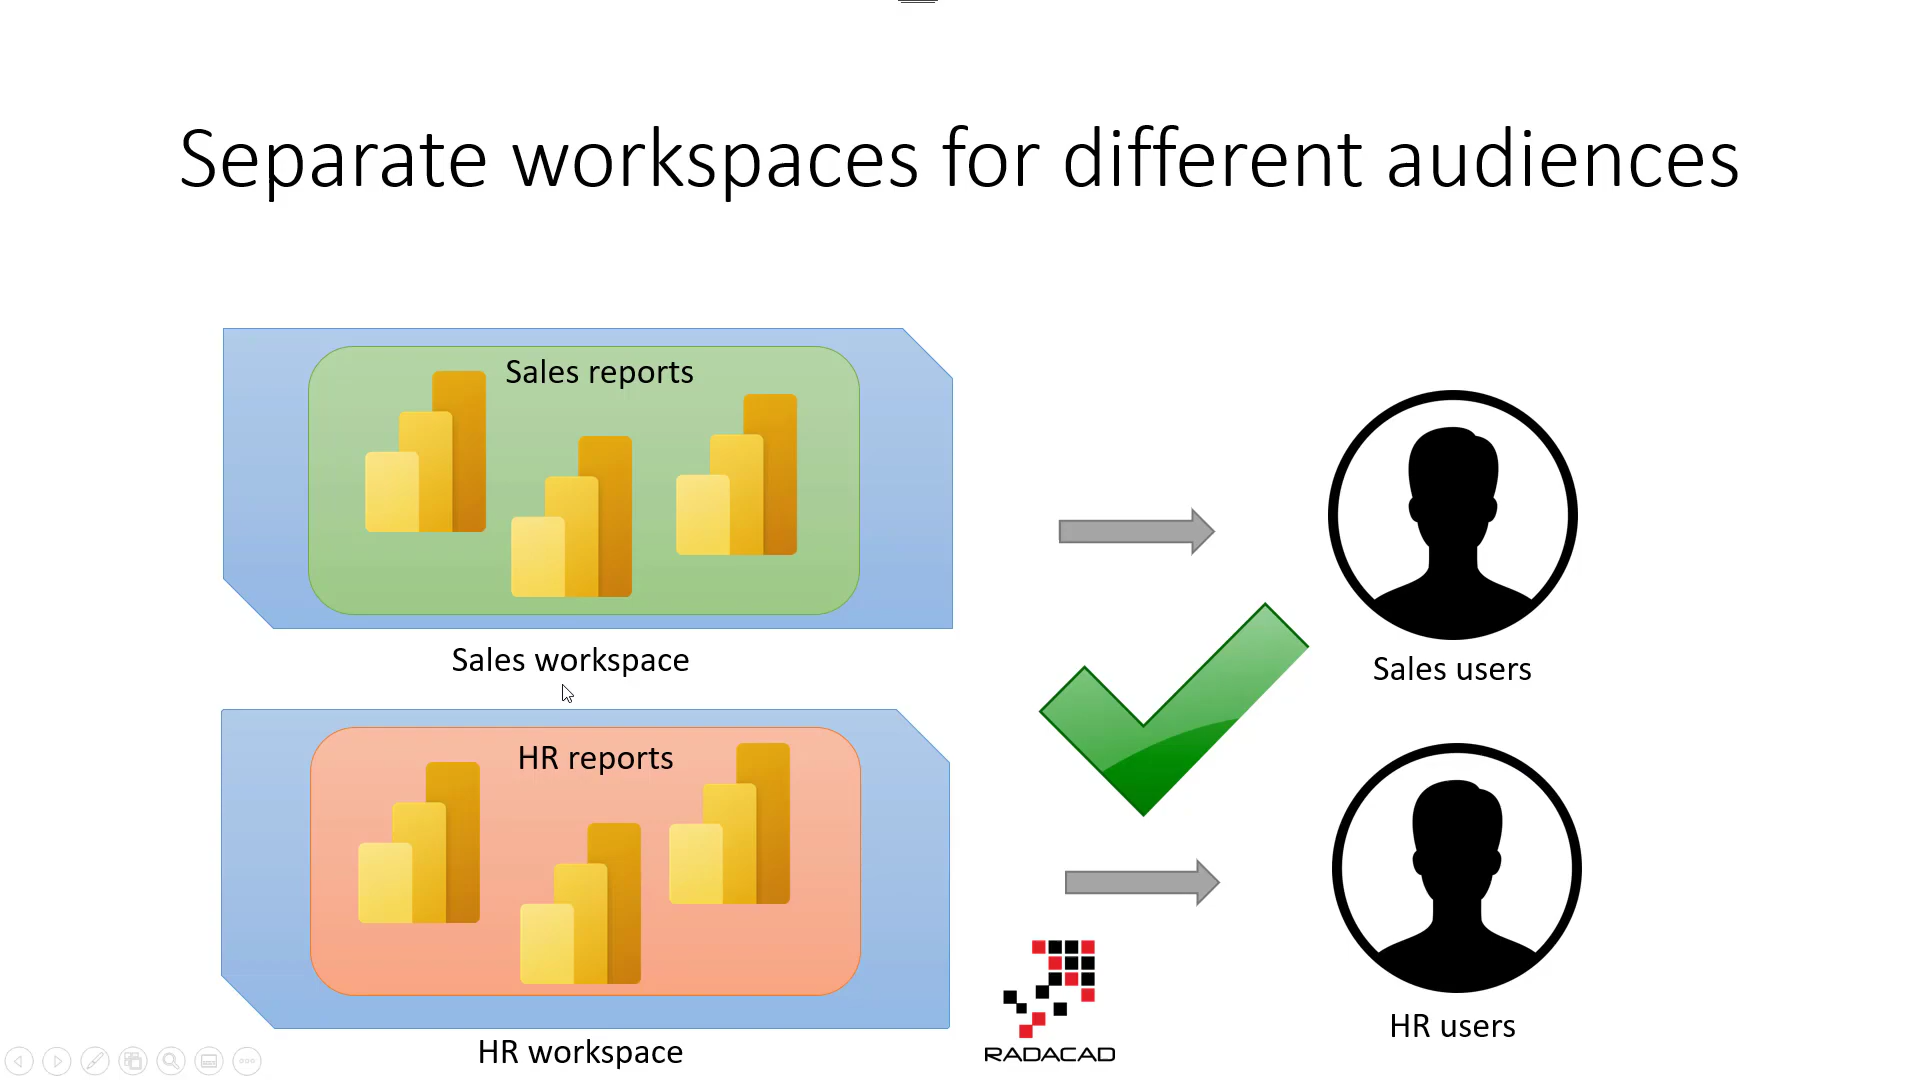 Separate workspaces for different audiences
Sales reports
Sales workspace
Sales users
HR reports
HR workspace
HR users
RADACAD